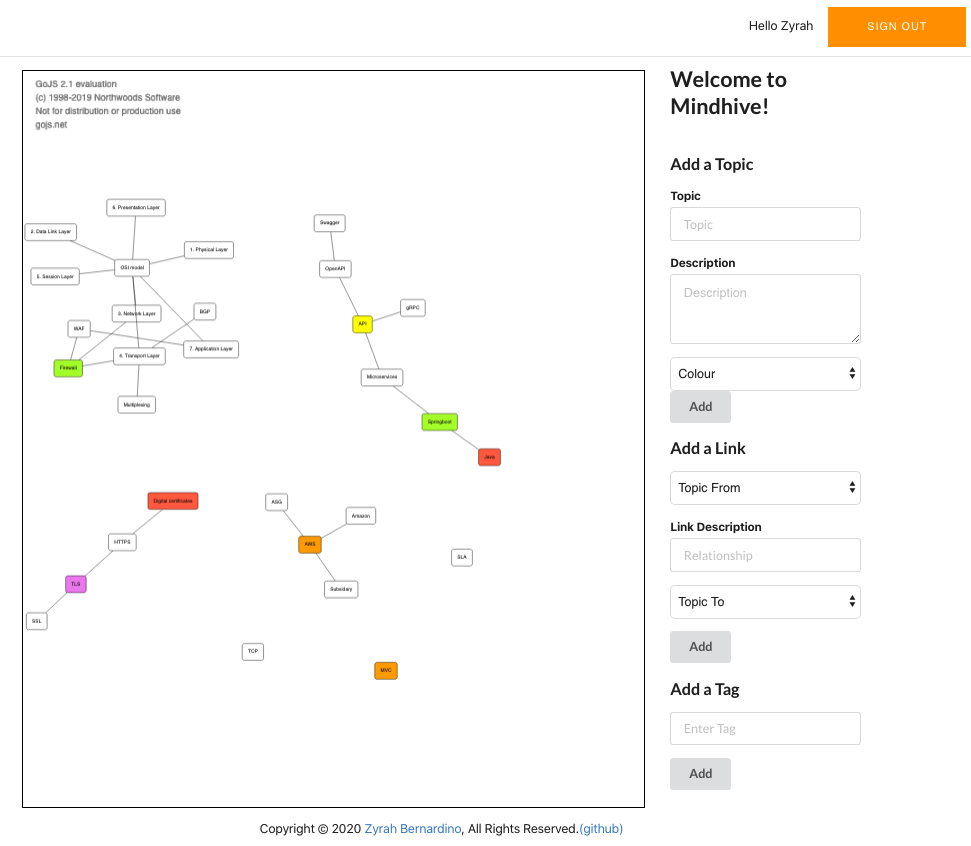 Hello Zyrah
SIGN OUT
GoJS 2.1 evaluation
(c) 1998-2019 Northwoods Software
Not for distribution or production use
gojs.net
6. Presentation Layer
2. Data Link Layer
1. Physical Layer
OSI model
5. Session Layer
3. Network Layer
BGP
WAF
7. Application Layer
4. Transport Layer
Firewall
Multiplexing
Swagger
OpenAPI
gRPC
API
Microservices
Springboot
Java
Digital certificates
HTTPS
TLS
SSL
ASG
Amazon
AWS
Subsidiary
SLA
TCP
MVC
Welcome to
Mindhive!
Add a Topic
Topic
Topic
Description
Description
Colour
Add
Add a Link
Topic From
Link Description
Relationship
Topic To
Add
Add a Tag
Enter Tag
Add
Copyright © 2020 Zyrah Bernardino, All Rights Reserved.(github)